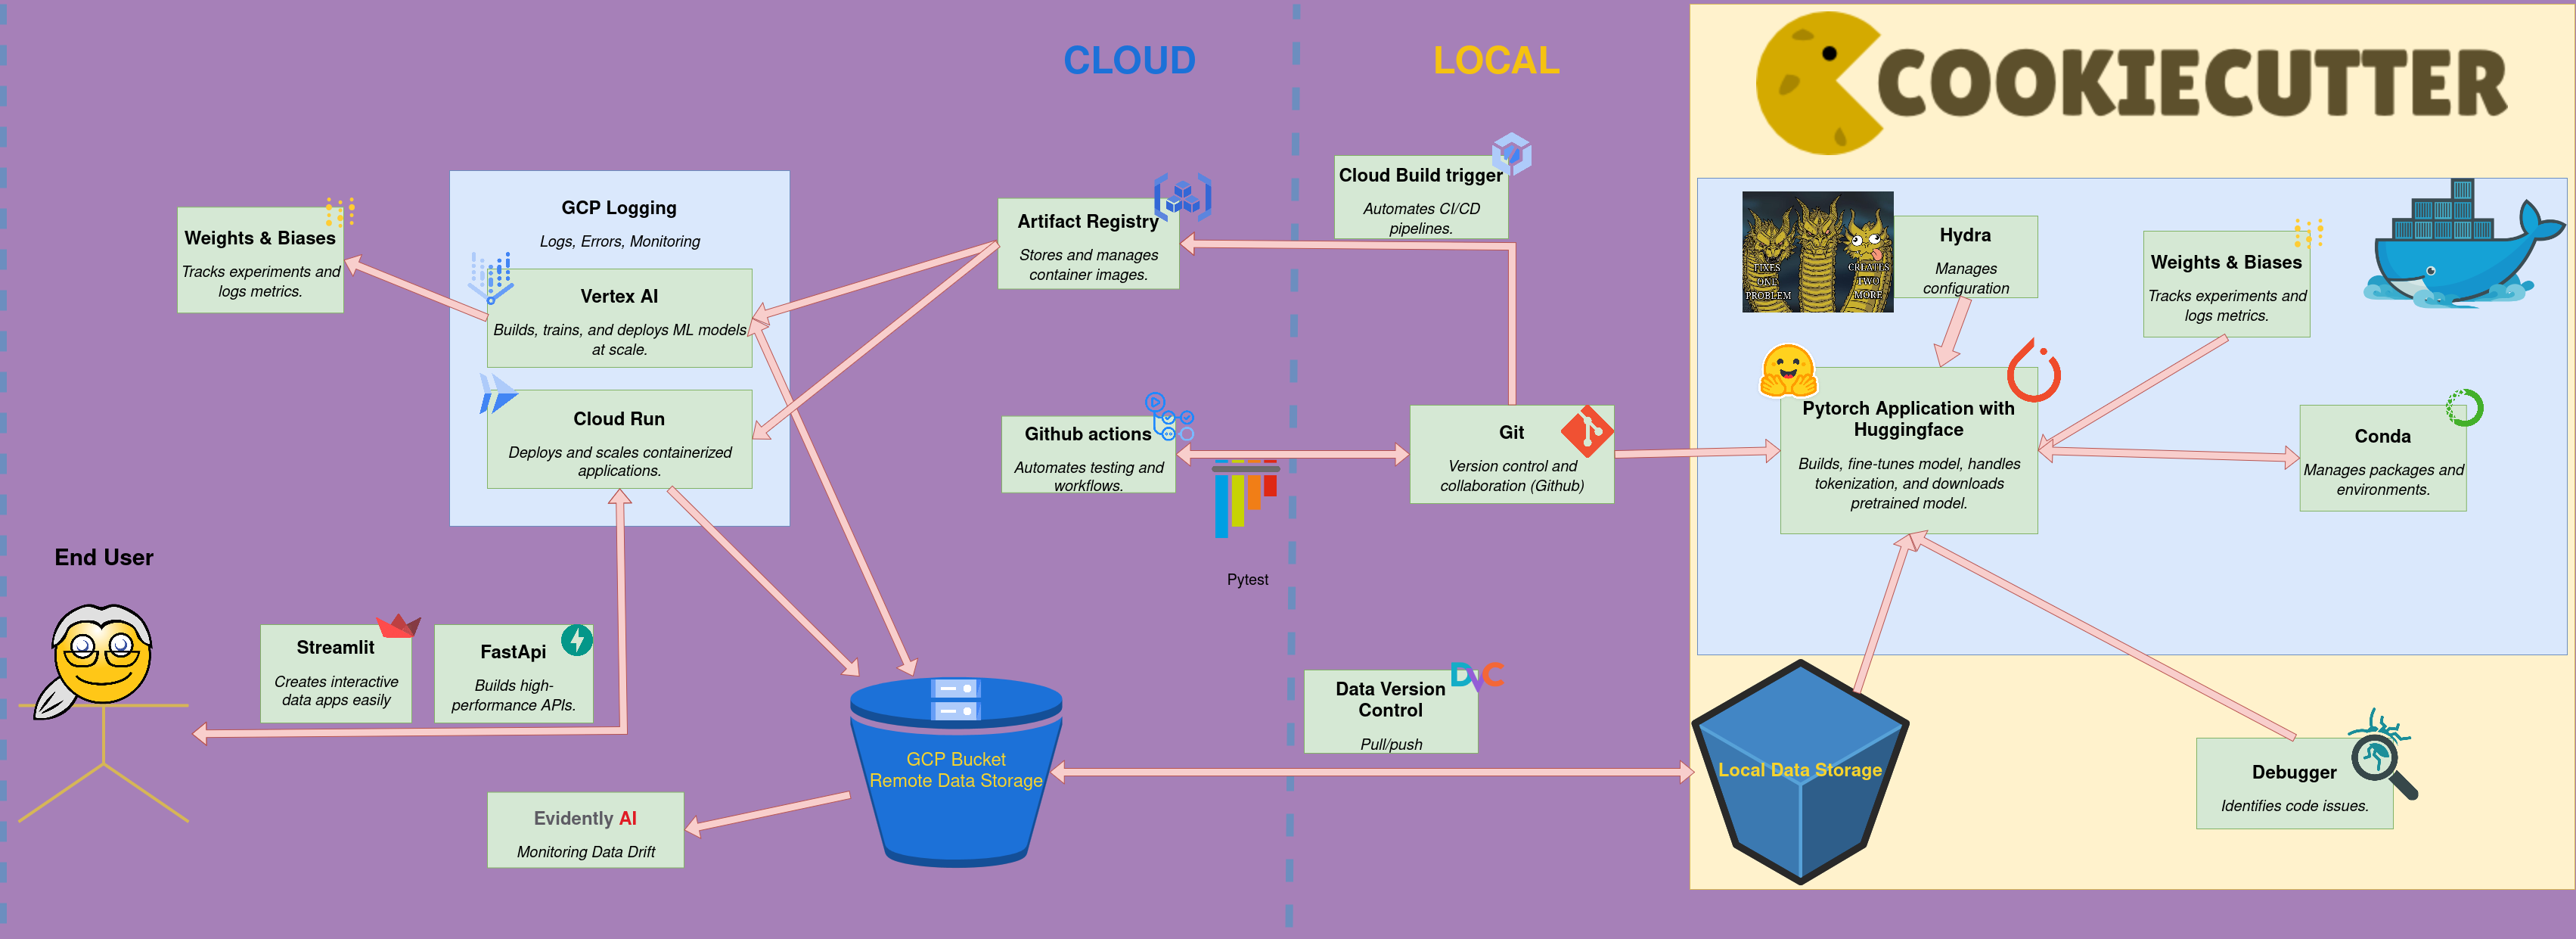 CLOUD
LOCAL
COOKIECUTTER
Weights & Biases
Tracks experiments and
logs metrics.
GCP Logging
Logs, Errors, Monitoring
Vertex AI
Builds, trains, and deploys ML models
at scale.
Cloud Run
Deploys and scales containerized
applications.
Artifact Registry
Stores and manages
container images.
Cloud Build trigger
Automates CI/CD
pipelines.
Github actions
Automates testing and
workflows.
Pytest
Git
Version control and
collaboration (Github)
FIXES
ONE
PROBLEM
CREATES
TWO
MORE
Hydra
Manages
configuration
Weights & Biases
Tracks experiments and
logs metrics.
Pytorch Application with
Huggingface
Builds, fine-tunes model, handles
tokenization, and downloads
pretrained model.
Conda
Manages packages and
environments.
End User
Streamlit
Creates interactive
data apps easily
FastApi
Builds high-
performance APIs.
GCP Bucket
Remote Data Storage
Evidently AI
Monitoring Data Drift
DVC
Data Version
Control
Pull/push
Local Data Storage
Debugger
Identifies code issues.